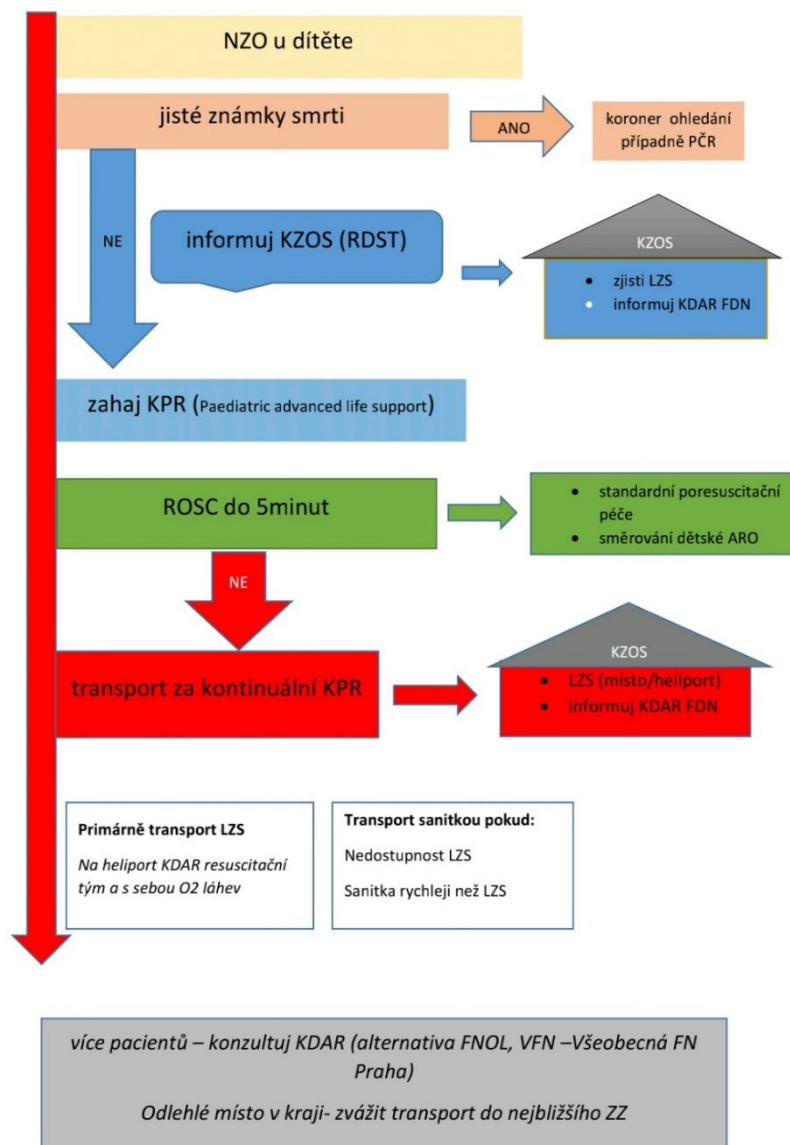 NZO u dítěte
jisté známky smrti
ANO
koroner ohledání
případně PČR
NE
informuj KZOS (RDST)
KZOS
• zjisti LZS
• informuj KDAR FDN
zahaj KPR (Paediatric advanced life support)
ROSC do 5minut
• standardní poresuscitační
péče
• směrování dětské ARO
NE
transport za kontinuální KPR
KZOS
• LZS (místo/heliport)
• informuj KDAR FDN
Primárně transport LZS
Na heliport KDAR resuscitační
tým a s sebou O2 láhev
Transport sanitkou pokud:
Nedostupnost LZS
Sanitka rychleji než LZS
více pacientů – konzultuj KDAR (alternativa FNOL, VFN –Všeobecná FN
Praha)
Odlehlé místo v kraji- zvážit transport do nejbližšího ZZ